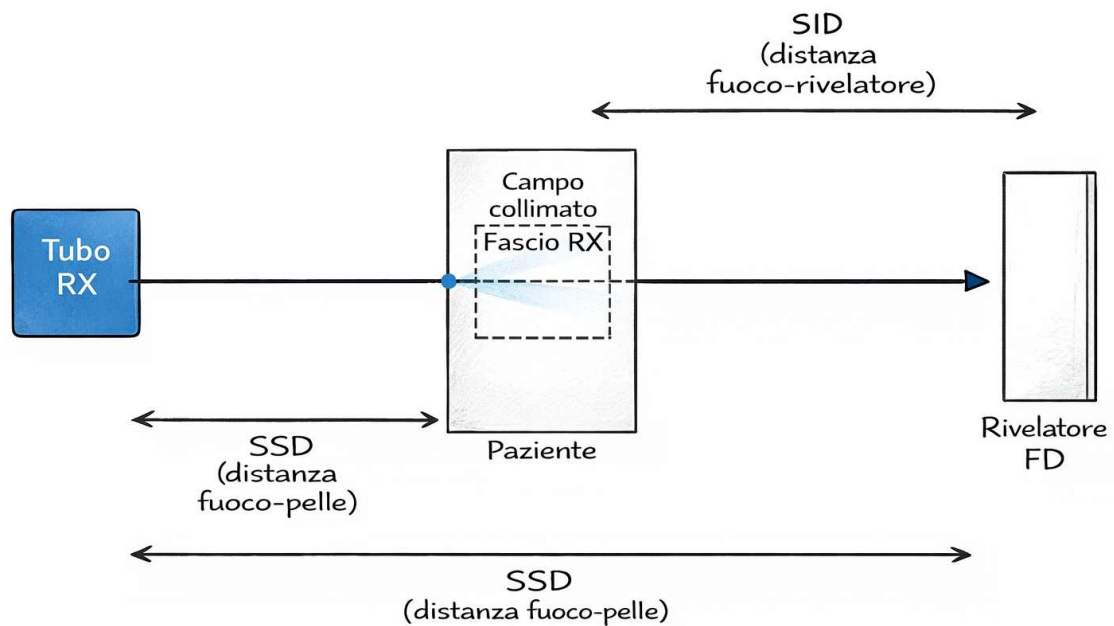 SID
(distanza
fuoco-rivelatore)
Campo
collimato
Fascio RX
Tubo
RX
Paziente
Rivelatore
FD
SSD
(distanza
fuoco-pelle)
SSD
(distanza fuoco-pelle)